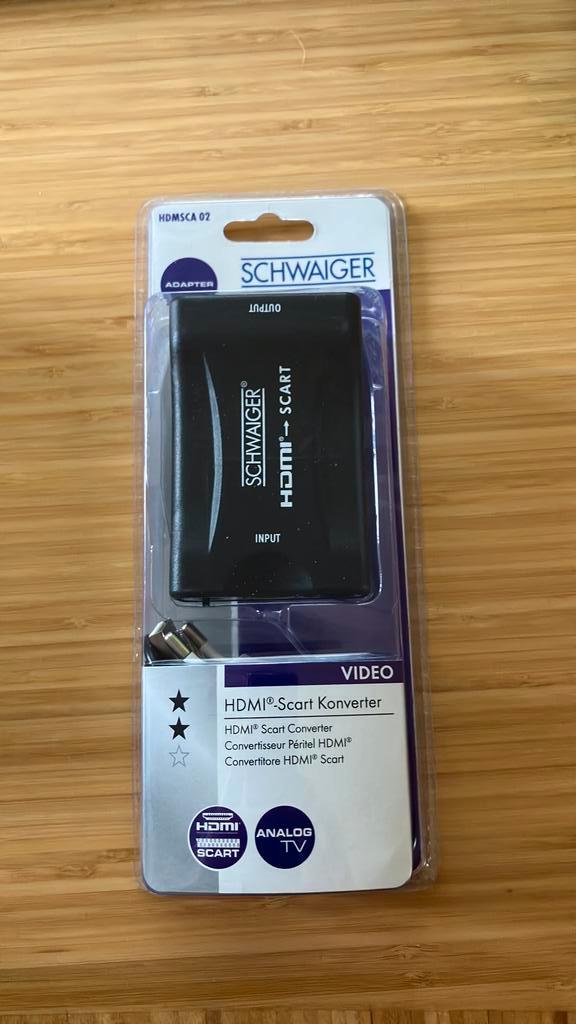 HDMSCA 02
SCHWAIGER
ADAPTER
OUTPUT
SCHWAIGER®
HDMI® → SCART
INPUT
VIDEO
HDMI®-Scart Konverter
HDMI® Scart Converter
Convertisseur Péritel HDMI®
Convertitore HDMI® Scart
HDMI
SCART
ANALOG
TV